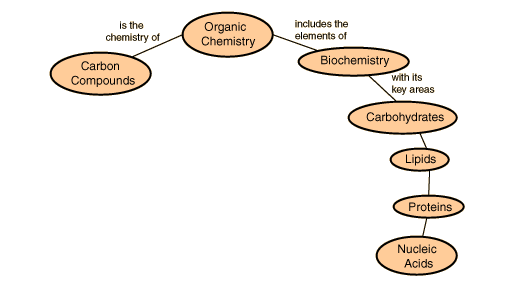 is the
chemistry of
Organic
Chemistry
includes the
elements of
Carbon
Compounds
Biochemistry
with its
key areas
Carbohydrates
Lipids
Proteins
Nucleic
Acids